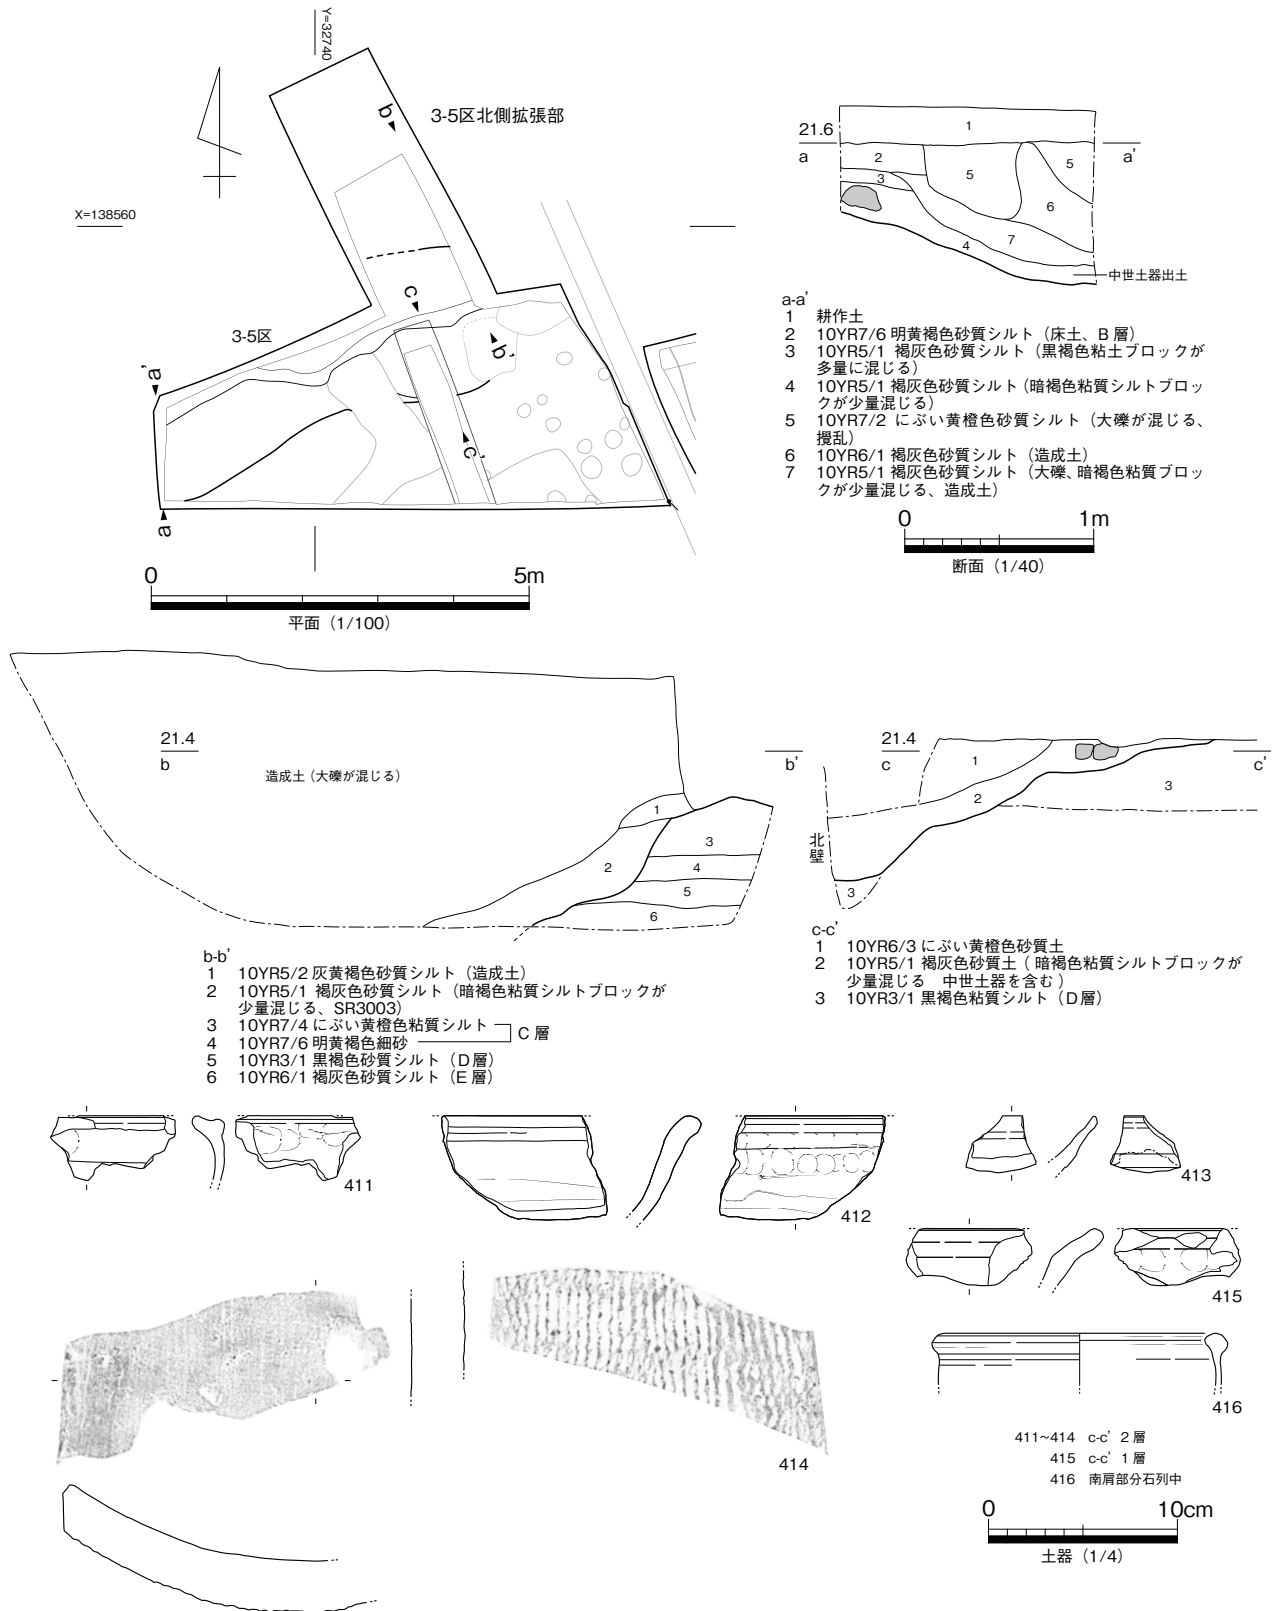 Y=32740
b
3-5区北側拡張部
X=138560
c
3-5区
b'
a'
c'
a
0 5m
平面（1/100）
21.6
a
a'
1
2
5
5
3
6
7
4
中世土器出土
a-a'
1 耕作土
2 10YR7/6 明黄褐色砂質シルト（床土、B 層）
3 10YR5/1 褐灰色砂質シルト（黒褐色粘土ブロックが
多量に混じる）
4 10YR5/1 褐灰色砂質シルト（暗褐色粘質シルトブロッ
クが少量混じる）
5 10YR7/2 にぶい黄橙色砂質シルト（大礫が混じる、
攪乱）
6 10YR6/1 褐灰色砂質シルト（造成土）
7 10YR5/1 褐灰色砂質シルト（大礫、暗褐色粘質ブロッ
クが少量混じる、造成土）
0 1m
断面（1/40）
21.4
b
b'
造成土（大礫が混じる）
1
2
3
4
5
6
b-b'
1 10YR5/2 灰黄褐色砂質シルト（造成土）
2 10YR5/1 褐灰色砂質シルト（暗褐色粘質シルトブロックが
少量混じる、SR3003）
3 10YR7/4 にぶい黄橙色粘質シルト
4 10YR7/6 明黄褐色細砂
C 層
5 10YR3/1 黒褐色砂質シルト（D層）
6 10YR6/1 褐灰色砂質シルト（E 層）
21.4
c
c'
1
2
3
北壁
3
c-c'
1 10YR6/3 にぶい黄橙色砂質土
2 10YR5/1 褐灰色砂質土（ 暗褐色粘質シルトブロックが
少量混じる 中世土器を含む ）
3 10YR3/1 黒褐色粘質シルト（D層）
411
412
413
414
415
416
411~414 c-c' 2 層
415 c-c' 1 層
416 南肩部分石列中
0 10cm
土器（1/4）